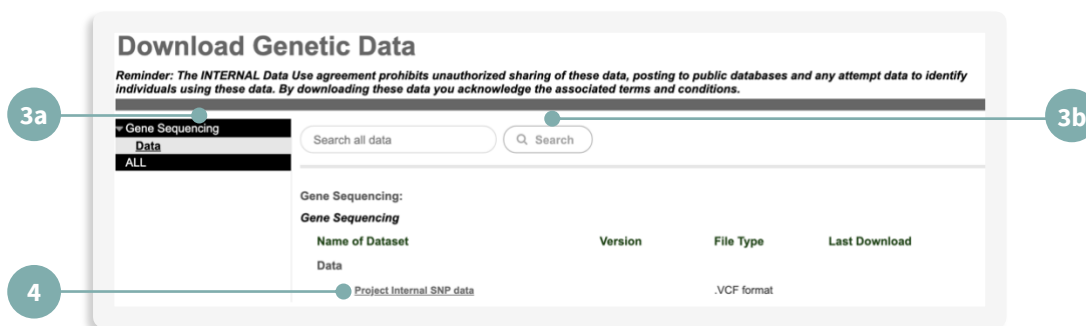 Download Genetic Data
Reminder: The INTERNAL Data Use agreement prohibits unauthorized sharing of these data, posting to public databases and any attempt data to identify
individuals using these data. By downloading these data you acknowledge the associated terms and conditions.
3a
3b
Gene Sequencing
Data
ALL
Search all data
Search
Gene Sequencing:
Gene Sequencing
Name of Dataset Version File Type Last Download
Data
4
Project Internal SNP data .VCF format